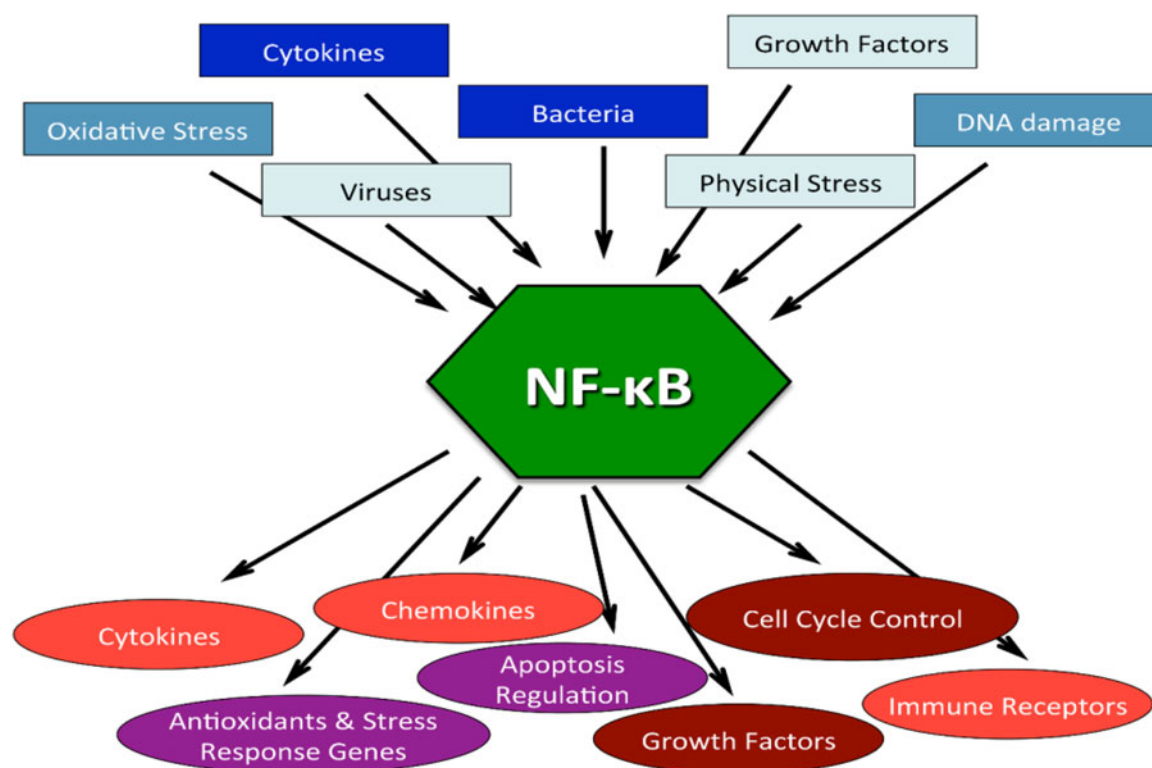 Cytokines
Growth Factors
Oxidative Stress
Bacteria
DNA damage
Viruses
Physical Stress
NF-κB
Cytokines
Chemokines
Cell Cycle Control
Apoptosis
Regulation
Immune Receptors
Antioxidants & Stress
Response Genes
Growth Factors